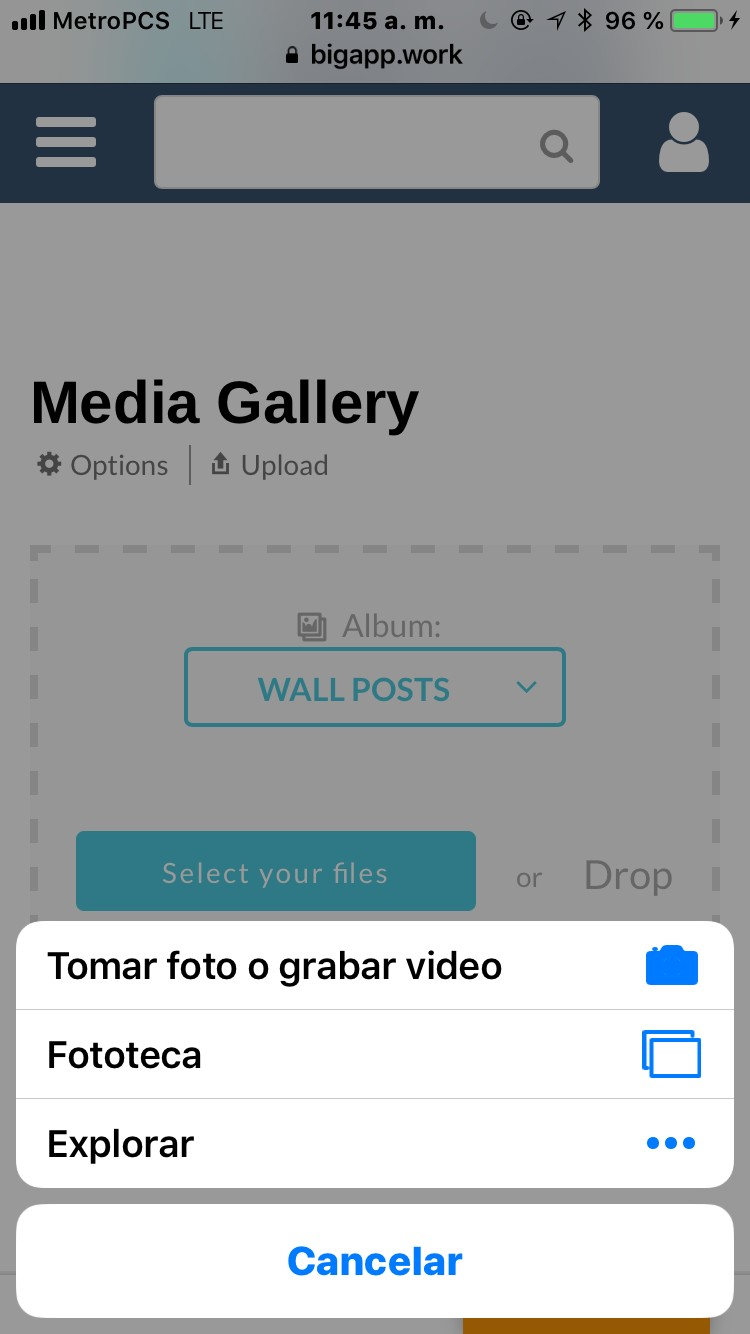 MetroPCS LTE 11:45 a. m. 96 %
bigapp.work
Media Gallery
Options Upload
Album:
WALL POSTS
Select your files or Drop
Tomar foto o grabar video
Fototeca
Explorar
Cancelar